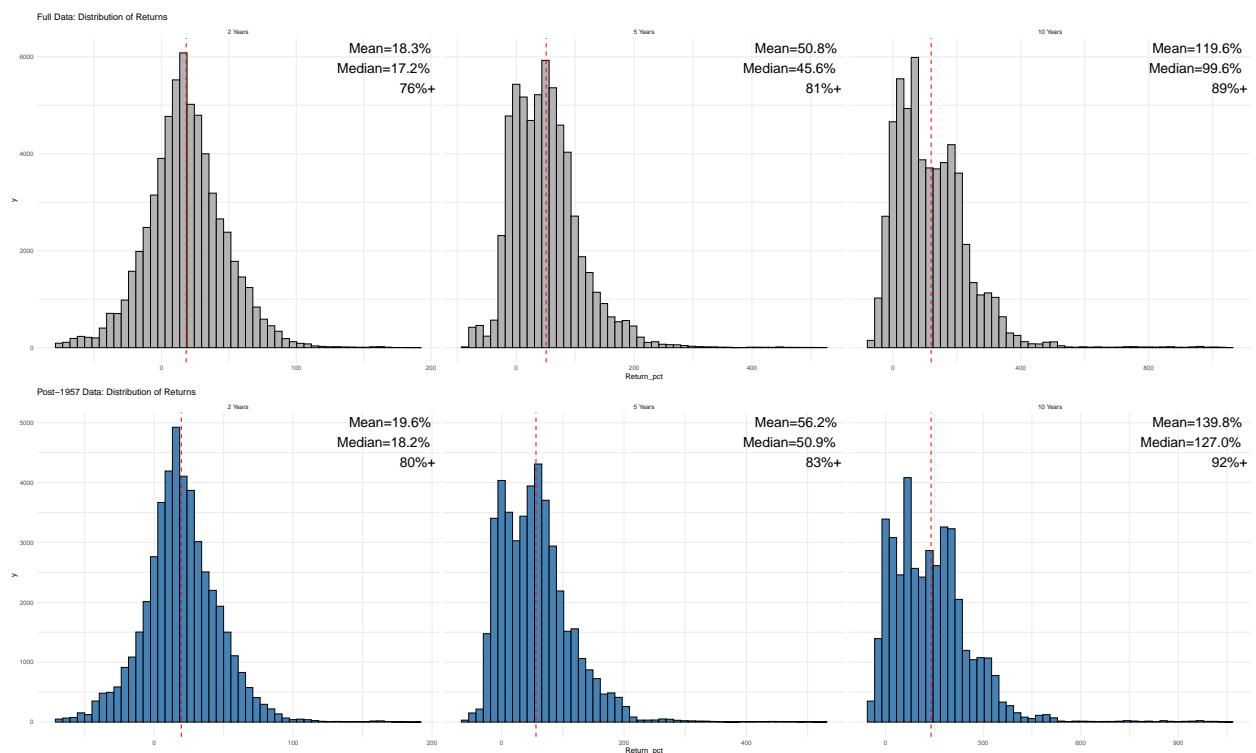 Full Data: Distribution of Returns
2 Years
5 Years
10 Years
Mean=18.3%
Median=17.2%
76%+
Mean=50.8%
Median=45.6%
81%+
Mean=119.6%
Median=99.6%
89%+
y
6000
4000
2000
0
0
100
200
0
200
400
0
400
800
Return_pct
Post−1957 Data: Distribution of Returns
2 Years
5 Years
10 Years
Mean=19.6%
Median=18.2%
80%+
Mean=56.2%
Median=50.9%
83%+
Mean=139.8%
Median=127.0%
92%+
y
5000
4000
3000
2000
1000
0
0
100
200
0
200
400
0
300
600
900
Return_pct